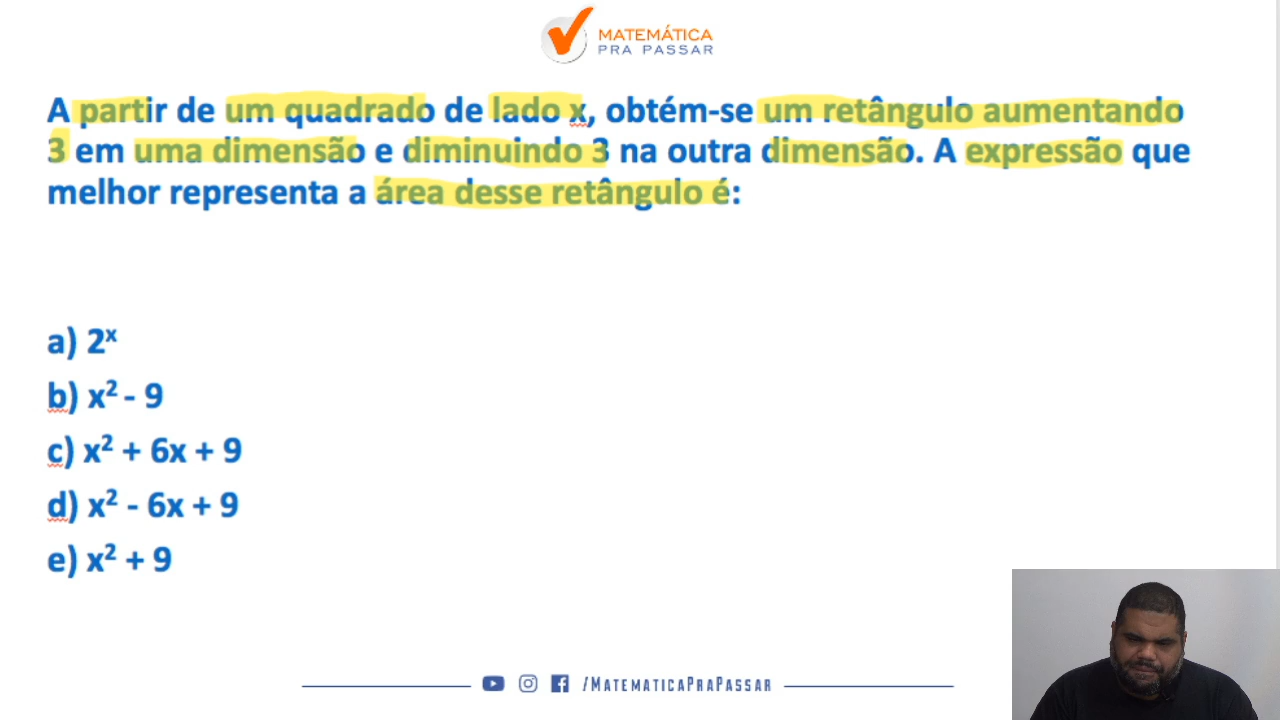 MATEMÁTICA
PRA PASSAR
A partir de um quadrado de lado x, obtém-se um retângulo aumentando
3 em uma dimensão e diminuindo 3 na outra dimensão. A expressão que
melhor representa a área desse retângulo é:
a) 2ˣ
b) x² - 9
c) x² + 6x + 9
d) x² - 6x + 9
e) x² + 9
/MATEMATICAPRAPASSAR